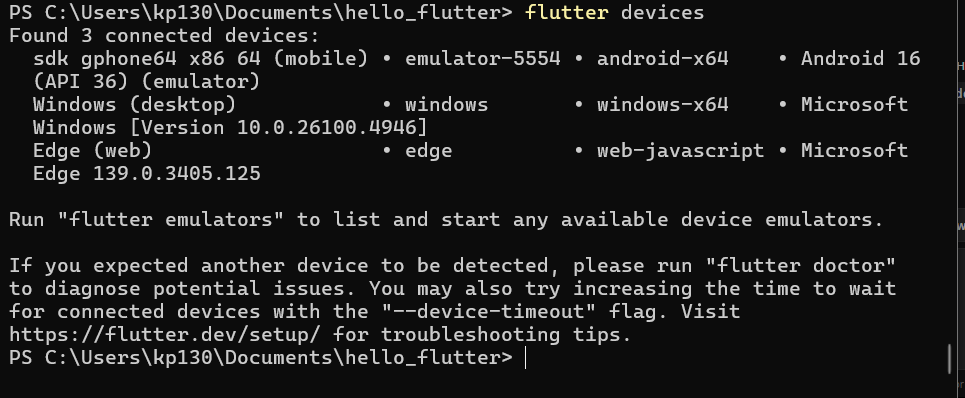 PS C:\Users\kp130\Documents\hello_flutter> flutter devices
Found 3 connected devices:
  sdk gphone64 x86 64 (mobile) • emulator-5554 • android-x64    • Android 16
  (API 36) (emulator)
  Windows (desktop)            • windows       • windows-x64    • Microsoft
  Windows [Version 10.0.26100.4946]
  Edge (web)                   • edge          • web-javascript • Microsoft
  Edge 139.0.3405.125

Run "flutter emulators" to list and start any available device emulators.

If you expected another device to be detected, please run "flutter doctor"
to diagnose potential issues. You may also try increasing the time to wait
for connected devices with the "--device-timeout" flag. Visit
https://flutter.dev/setup/ for troubleshooting tips.
PS C:\Users\kp130\Documents\hello_flutter>